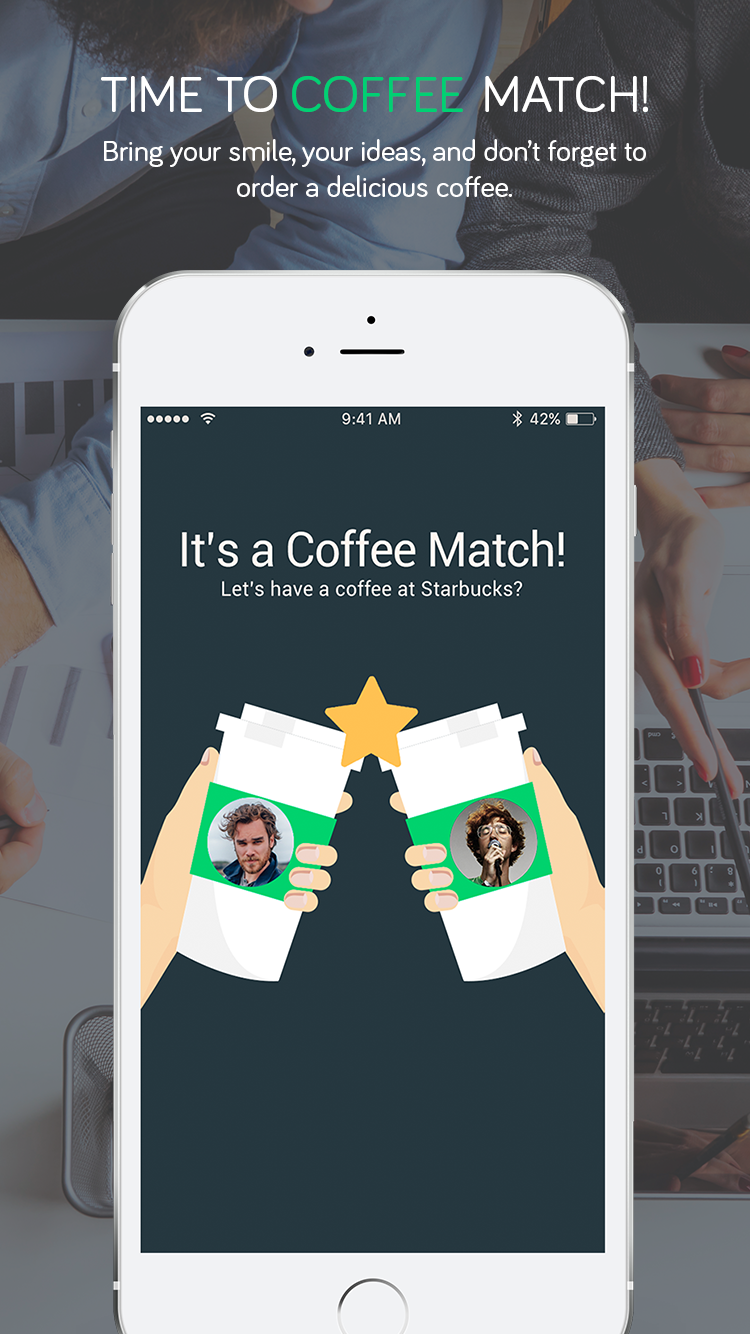 TIME TO COFFEE MATCH!
Bring your smile, your ideas, and don't forget to
order a delicious coffee.
9:41 AM
42%
It's a Coffee Match!
Let's have a coffee at Starbucks?